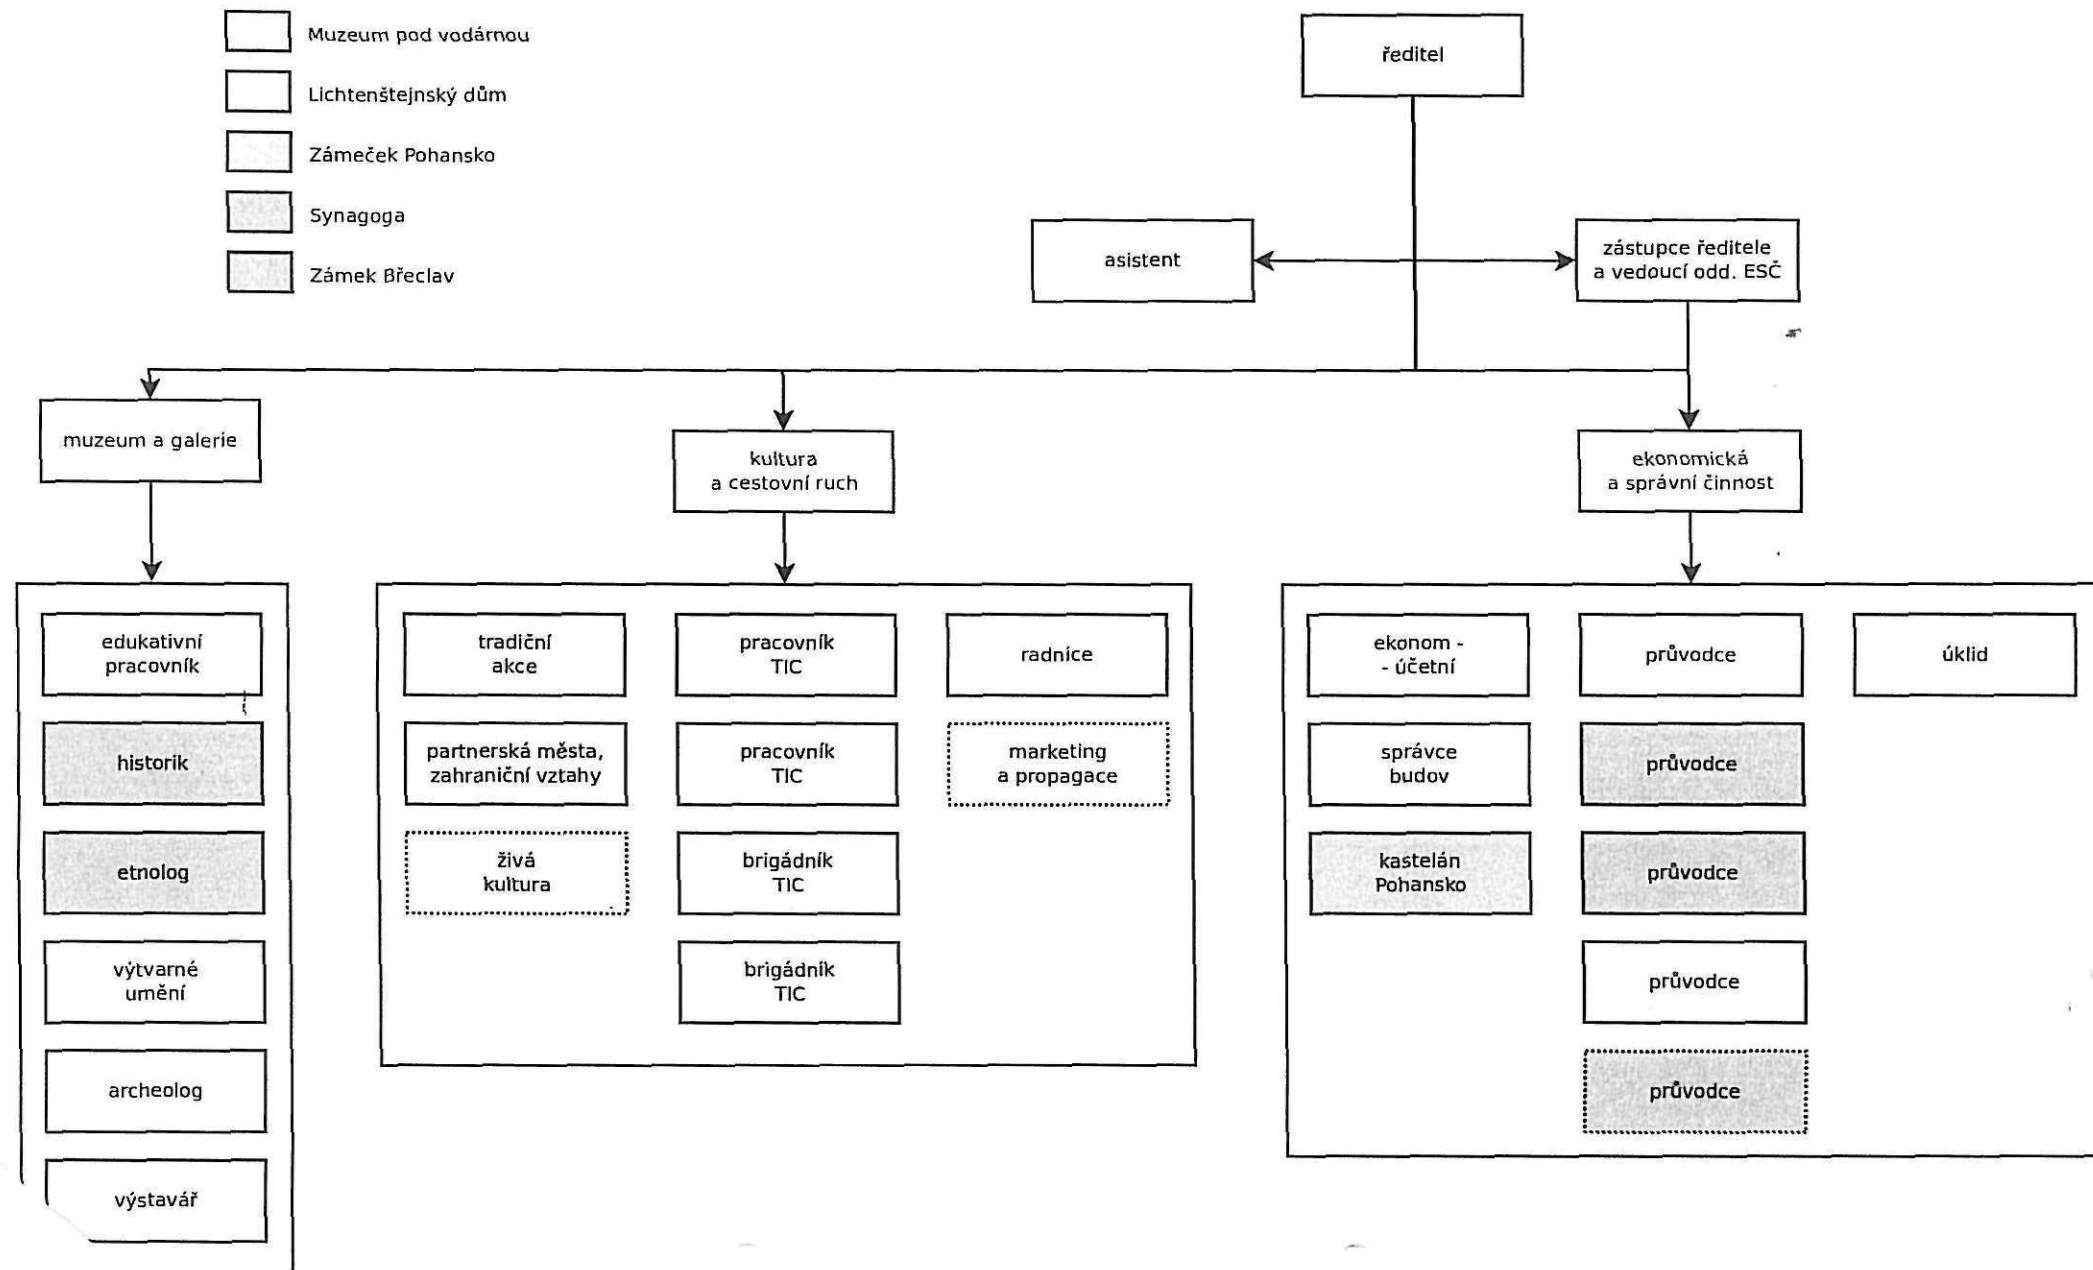 Muzeum pod vodárnou
Lichtenštejnský dům
Zámeček Pohansko
Synagoga
Zámek Břeclav
ředitel
asistent
zástupce ředitele
a vedoucí odd. ESČ
muzeum a galerie
kultura
a cestovní ruch
ekonomická
a správní činnost
edukativní
pracovník
historik
etnolog
výtvarné
umění
archeolog
výstavář
tradiční
akce
partnerská města,
zahraniční vztahy
živá
kultura
pracovník
TIC
pracovník
TIC
brigádník
TIC
brigádník
TIC
radnice
marketing
a propagace
ekonom -
- účetní
správce
budov
kastelán
Pohansko
průvodce
průvodce
průvodce
průvodce
průvodce
úklid